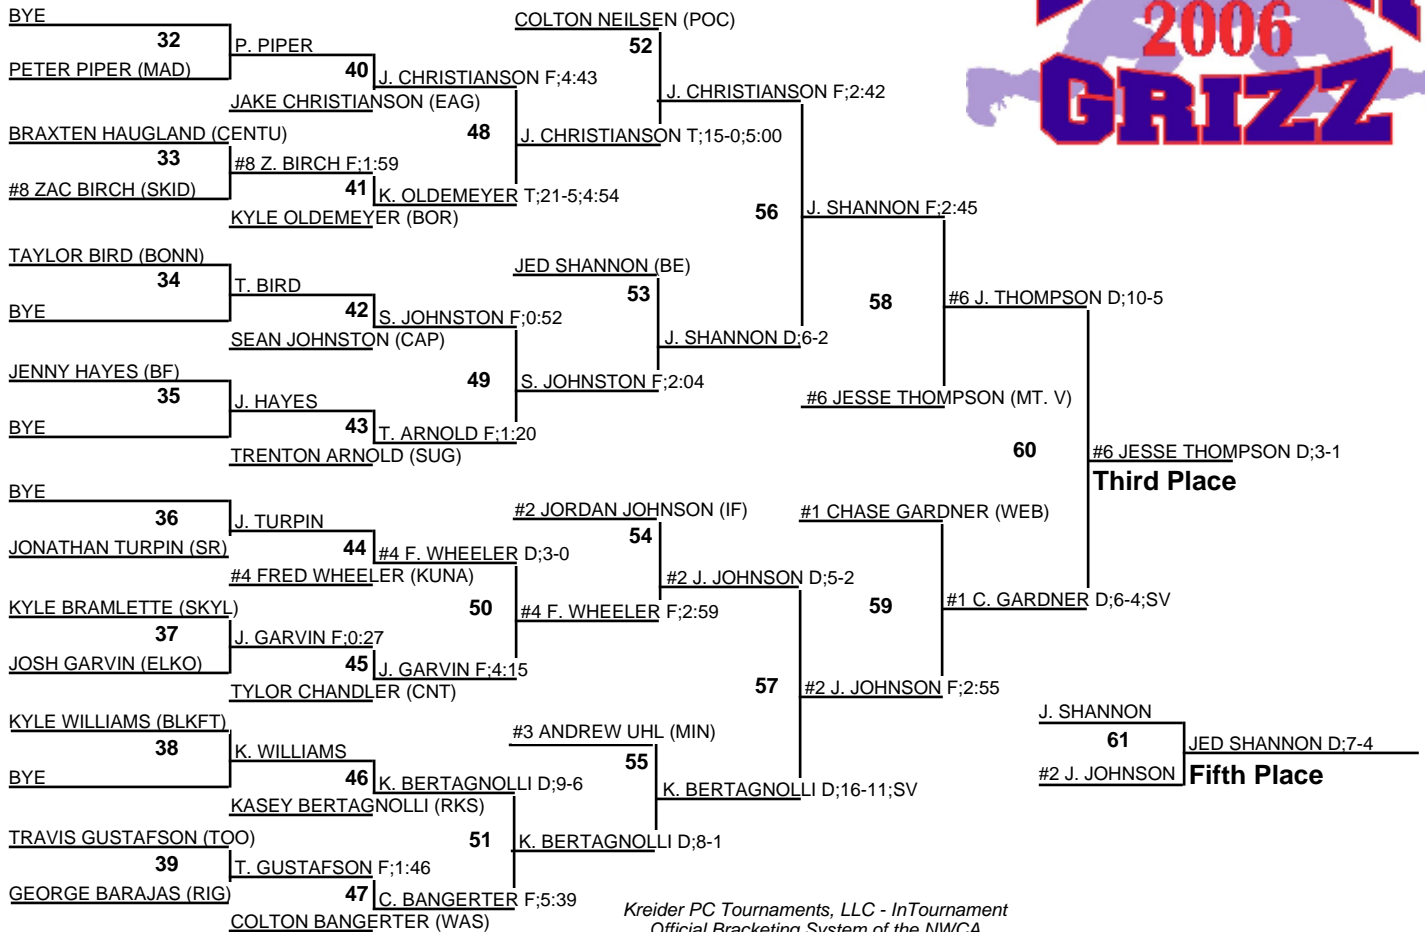 BYE
32
PETER PIPER (MAD)
P. PIPER
40
JAKE CHRISTIANSON (EAG)
J. CHRISTIANSON F;4:43
BRAXTEN HAUGLAND (CENTU)
33
#8 ZAC BIRCH (SKID)
#8 Z. BIRCH F;1:59
41
KYLE OLDEMEYER (BOR)
K. OLDEMEYER T;21-5;4:54
48
J. CHRISTIANSON T;15-0;5:00
COLTON NEILSEN (POC)
52
J. CHRISTIANSON F;2:42
TAYLOR BIRD (BONN)
34
BYE
T. BIRD
42
SEAN JOHNSTON (CAP)
S. JOHNSTON F;0:52
JENNY HAYES (BF)
35
BYE
J. HAYES
43
TRENTON ARNOLD (SUG)
T. ARNOLD F;1:20
49
S. JOHNSTON F;2:04
JED SHANNON (BE)
53
J. SHANNON D;6-2
56
J. SHANNON F;2:45
58
#6 JESSE THOMPSON (MT. V)
#6 J. THOMPSON D;10-5
BYE
36
JONATHAN TURPIN (SR)
J. TURPIN
44
#4 FRED WHEELER (KUNA)
#4 F. WHEELER D;3-0
KYLE BRAMLETTE (SKYL)
37
JOSH GARVIN (ELKO)
J. GARVIN F;0:27
45
TYLOR CHANDLER (CNT)
J. GARVIN F;4:15
50
#4 F. WHEELER F;2:59
#2 JORDAN JOHNSON (IF)
54
#2 J. JOHNSON D;5-2
KYLE WILLIAMS (BLKFT)
38
BYE
K. WILLIAMS
46
KASEY BERTAGNOLLI (RKS)
K. BERTAGNOLLI D;9-6
TRAVIS GUSTAFSON (TOO)
39
GEORGE BARAJAS (RIG)
T. GUSTAFSON F;1:46
47
COLTON BANGERTER (WAS)
C. BANGERTER F;5:39
51
K. BERTAGNOLLI D;8-1
#3 ANDREW UHL (MIN)
55
K. BERTAGNOLLI D;16-11;SV
57
#2 J. JOHNSON F;2:55
#1 CHASE GARDNER (WEB)
59
#1 C. GARDNER D;6-4;SV
60
#6 JESSE THOMPSON D;3-1
Third Place
J. SHANNON
61
#2 J. JOHNSON
JED SHANNON D;7-4
Fifth Place
2006
GRIZZ
Kreider PC Tournaments, LLC - InTournament
Official Bracketing System of the NWCA